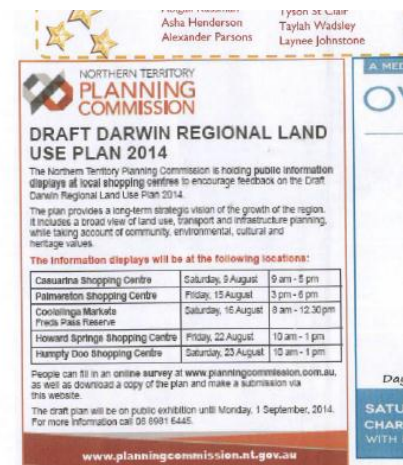 Asha Henderson
Alexander Parsons
Tyson St Clair
Taylah Wadsley
Laynee Johnstone
NORTHERN TERRITORY
PLANNING
COMMISSION
DRAFT DARWIN REGIONAL LAND
USE PLAN 2014
The Northern Territory Planning Commission is holding public information
displays at local shopping centres to encourage feedback on the Draft
Darwin Regional Land Use Plan 2014.
The plan provides a long-term strategic vision of the growth of the region.
It includes a broad view of land use, transport and infrastructure planning,
while taking account of community, environmental, cultural and
heritage values.
The information displays will be at the following locations:
Casuarina Shopping Centre Saturday, 9 August 9 am - 5 pm
Palmerston Shopping Centre Friday, 15 August 3 pm - 6 pm
Coolalinga Markets Saturday, 16 August 8 am - 12.30pm
Freds Pass Reserve
Howard Springs Shopping Centre Friday, 22 August 10 am - 1 pm
Humpty Doo Shopping Centre Saturday, 23 August 10 am - 1 pm
People can fill in an online survey at www.planningcommission.com.au,
as well as download a copy of the plan and make a submission via
this website.
The draft plan will be on public exhibition until Monday, 1 September, 2014.
For more information call 08 8981 6445.
www.planningcommission.nt.gov.au
A MED
OV
Day
SATU
CHAR
WITH